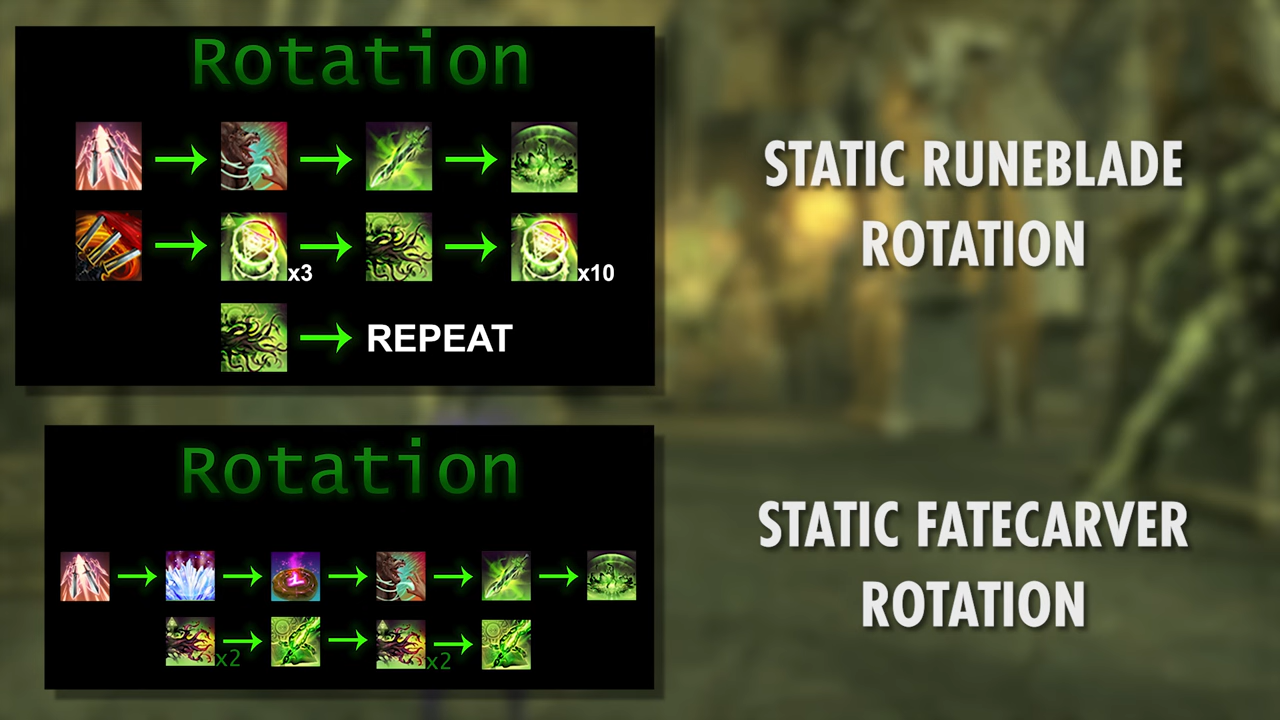 Rotation
x3
x10
REPEAT
STATIC RUNEBLADE
ROTATION
Rotation
x2
x2
STATIC FATECARVER
ROTATION